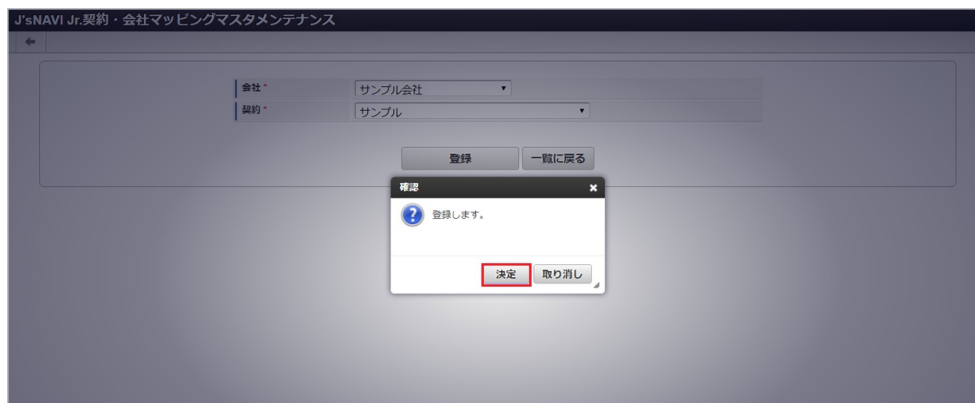 J'sNAVI Jr.契約・会社マッピングマスタメンテナンス
会社* サンプル会社
契約* サンプル
登録 一覧に戻る
確認
登録します。
決定 取り消し